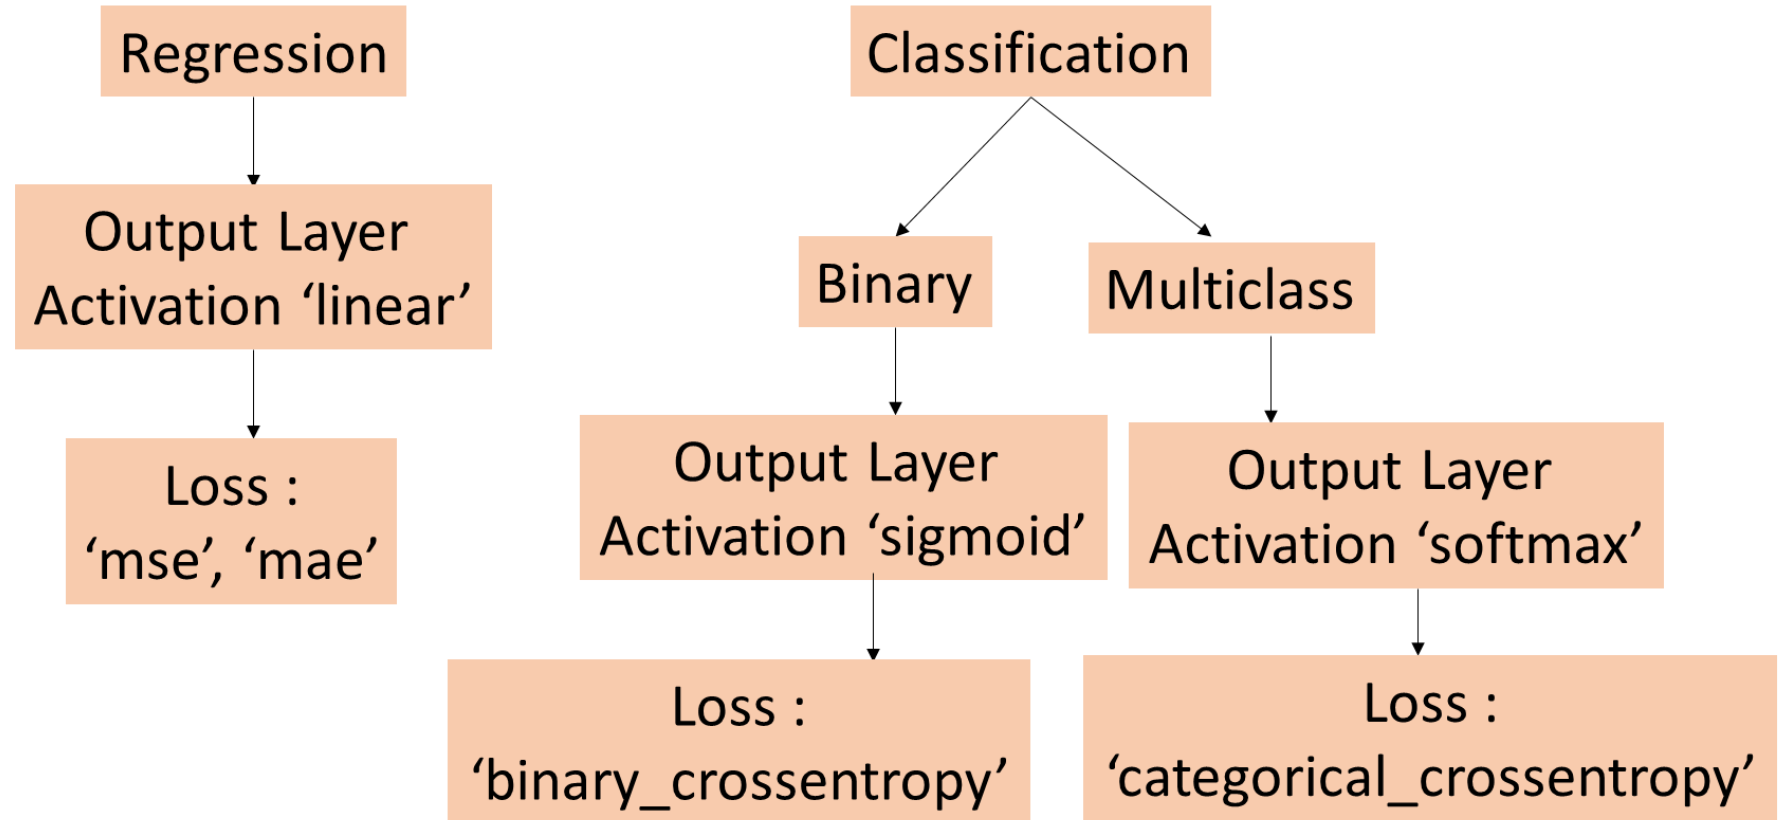 Regression
Output Layer
Activation ‘linear’
Loss :
‘mse’, ‘mae’
Classification
Binary
Output Layer
Activation ‘sigmoid’
Loss :
‘binary_crossentropy’
Multiclass
Output Layer
Activation ‘softmax’
Loss :
‘categorical_crossentropy’